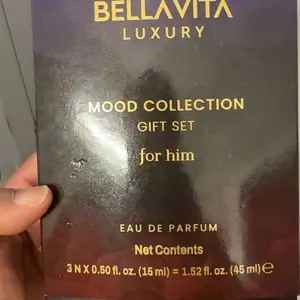 BELLAVITA
LUXURY
MOOD COLLECTION
GIFT SET
for him
EAU DE PARFUM
Net Contents
3 N X 0.50 fl. oz. (15 ml) = 1.52 fl. oz. (45 ml) ℮